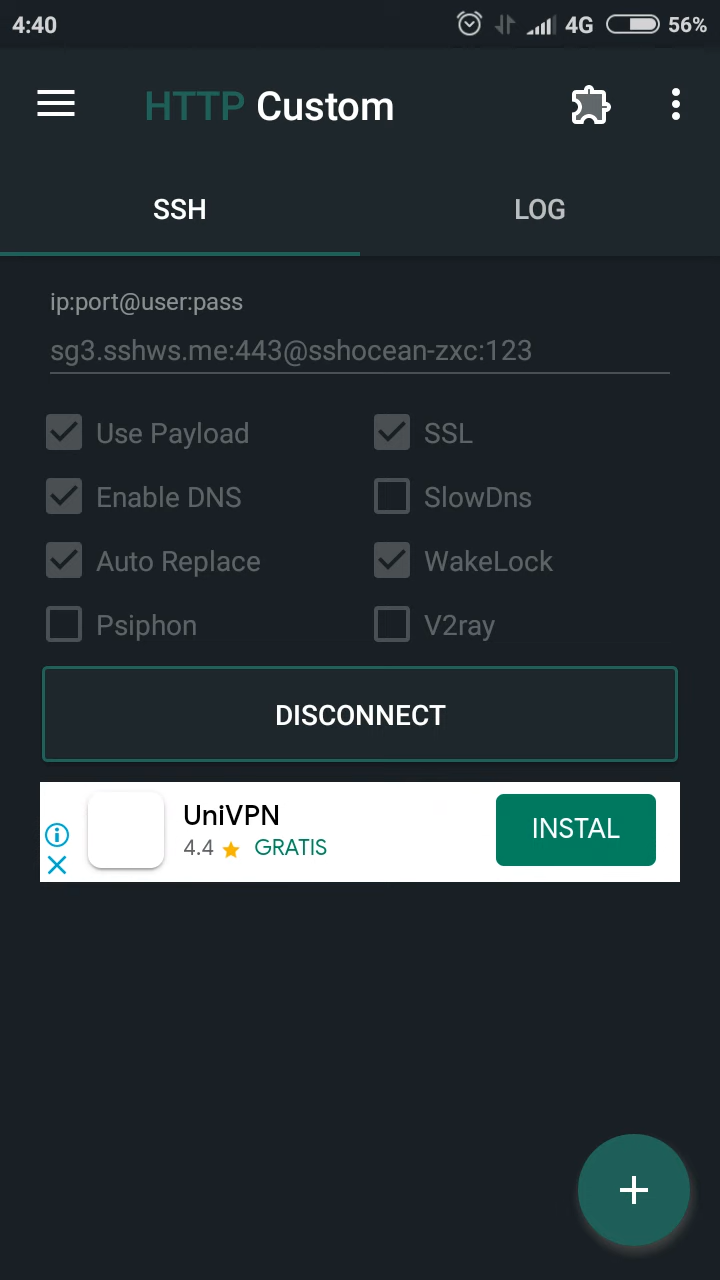 4:40 4G 56%
HTTP Custom
SSH LOG
ip:port@user:pass
sg3.sshws.me:443@sshocean-zxc:123
Use Payload SSL
Enable DNS SlowDns
Auto Replace WakeLock
Psiphon V2ray
DISCONNECT
UniVPN
4.4 GRATIS
INSTAL